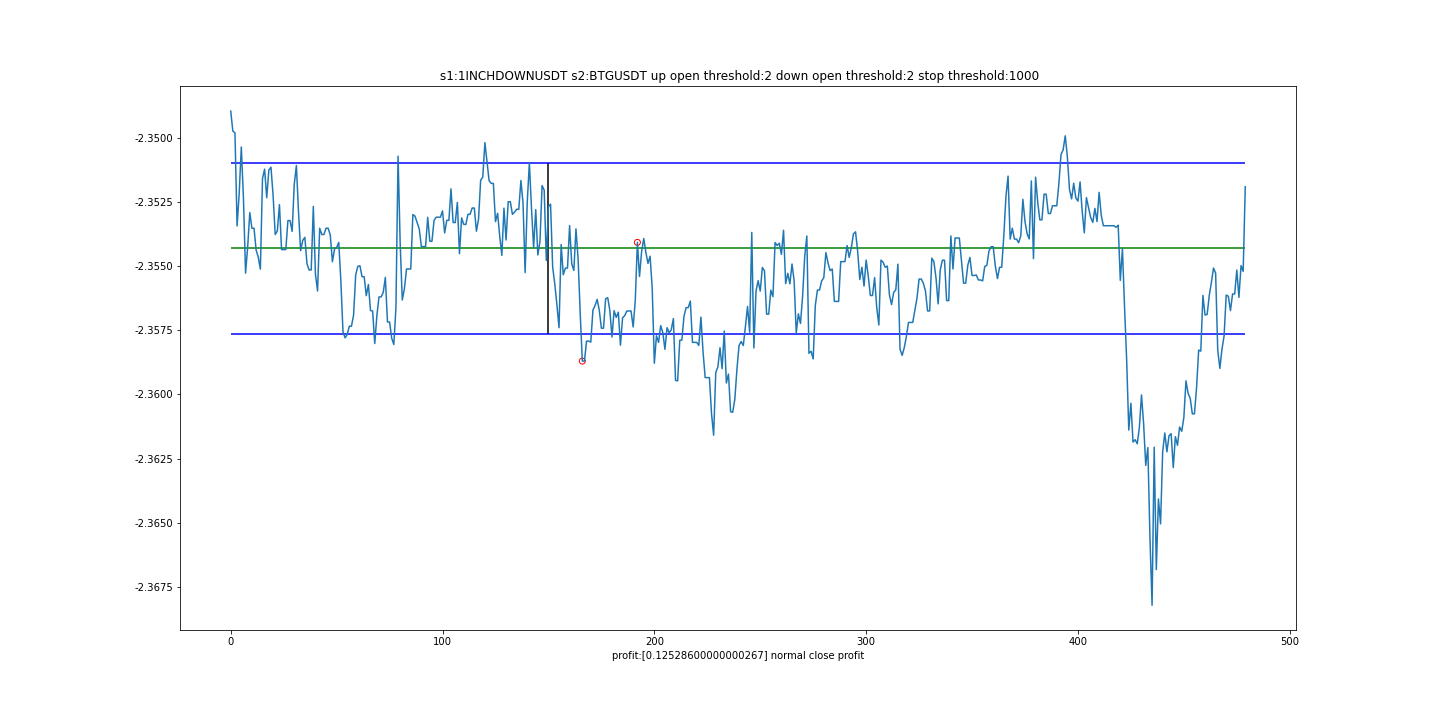 s1:1INCHDOWNUSDT s2:BTGUSDT up open threshold:2 down open threshold:2 stop threshold:1000
-2.3500
-2.3525
-2.3550
-2.3575
-2.3600
-2.3625
-2.3650
-2.3675
0 100 200 300 400 500
profit:[0.12528600000000267] normal close profit